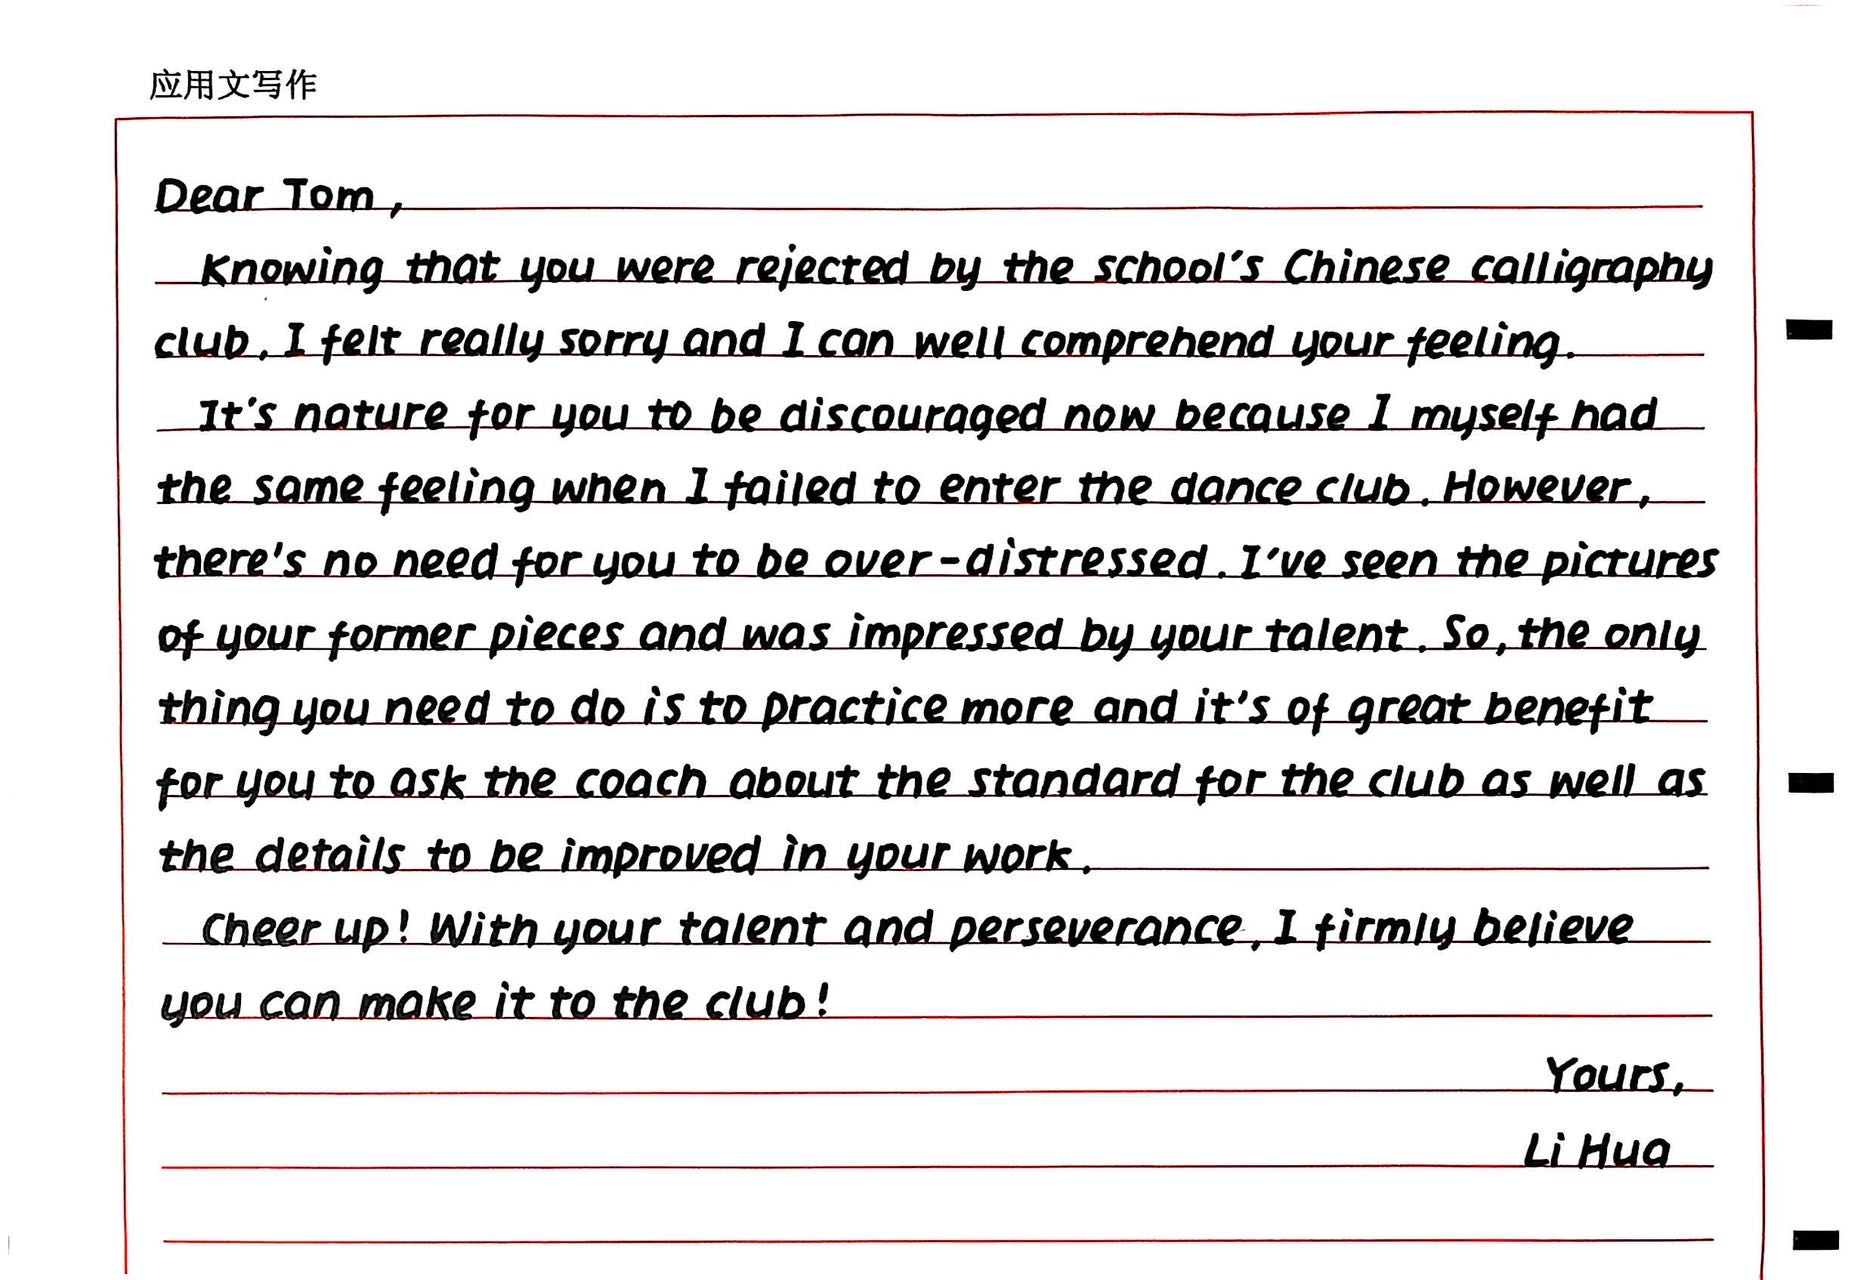 应用文写作
Dear Tom,
Knowing that you were rejected by the school's Chinese calligraphy
club, I felt really sorry and I can well comprehend your feeling.
It's nature for you to be discouraged now because I myself had
the same feeling when I failed to enter the dance club. However,
there's no need for you to be over-distressed. I've seen the pictures
of your former pieces and was impressed by your talent. So, the only
thing you need to do is to practice more and it's of great benefit
for you to ask the coach about the standard for the club as well as
the details to be improved in your work.
Cheer up! With your talent and perseverance, I firmly believe
you can make it to the club!
Yours,
Li Hua